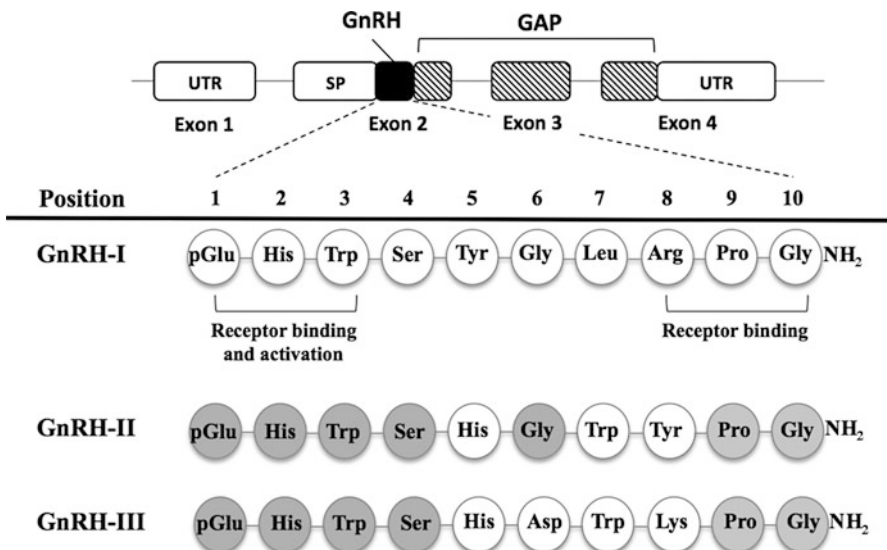 GnRH
GAP
UTR SP UTR
Exon 1 Exon 2 Exon 3 Exon 4
Position 1 2 3 4 5 6 7 8 9 10
GnRH-I pGlu His Trp Ser Tyr Gly Leu Arg Pro Gly NH2
Receptor binding
and activation
Receptor binding
GnRH-II pGlu His Trp Ser His Gly Trp Tyr Pro Gly NH2
GnRH-III pGlu His Trp Ser His Asp Trp Lys Pro Gly NH2